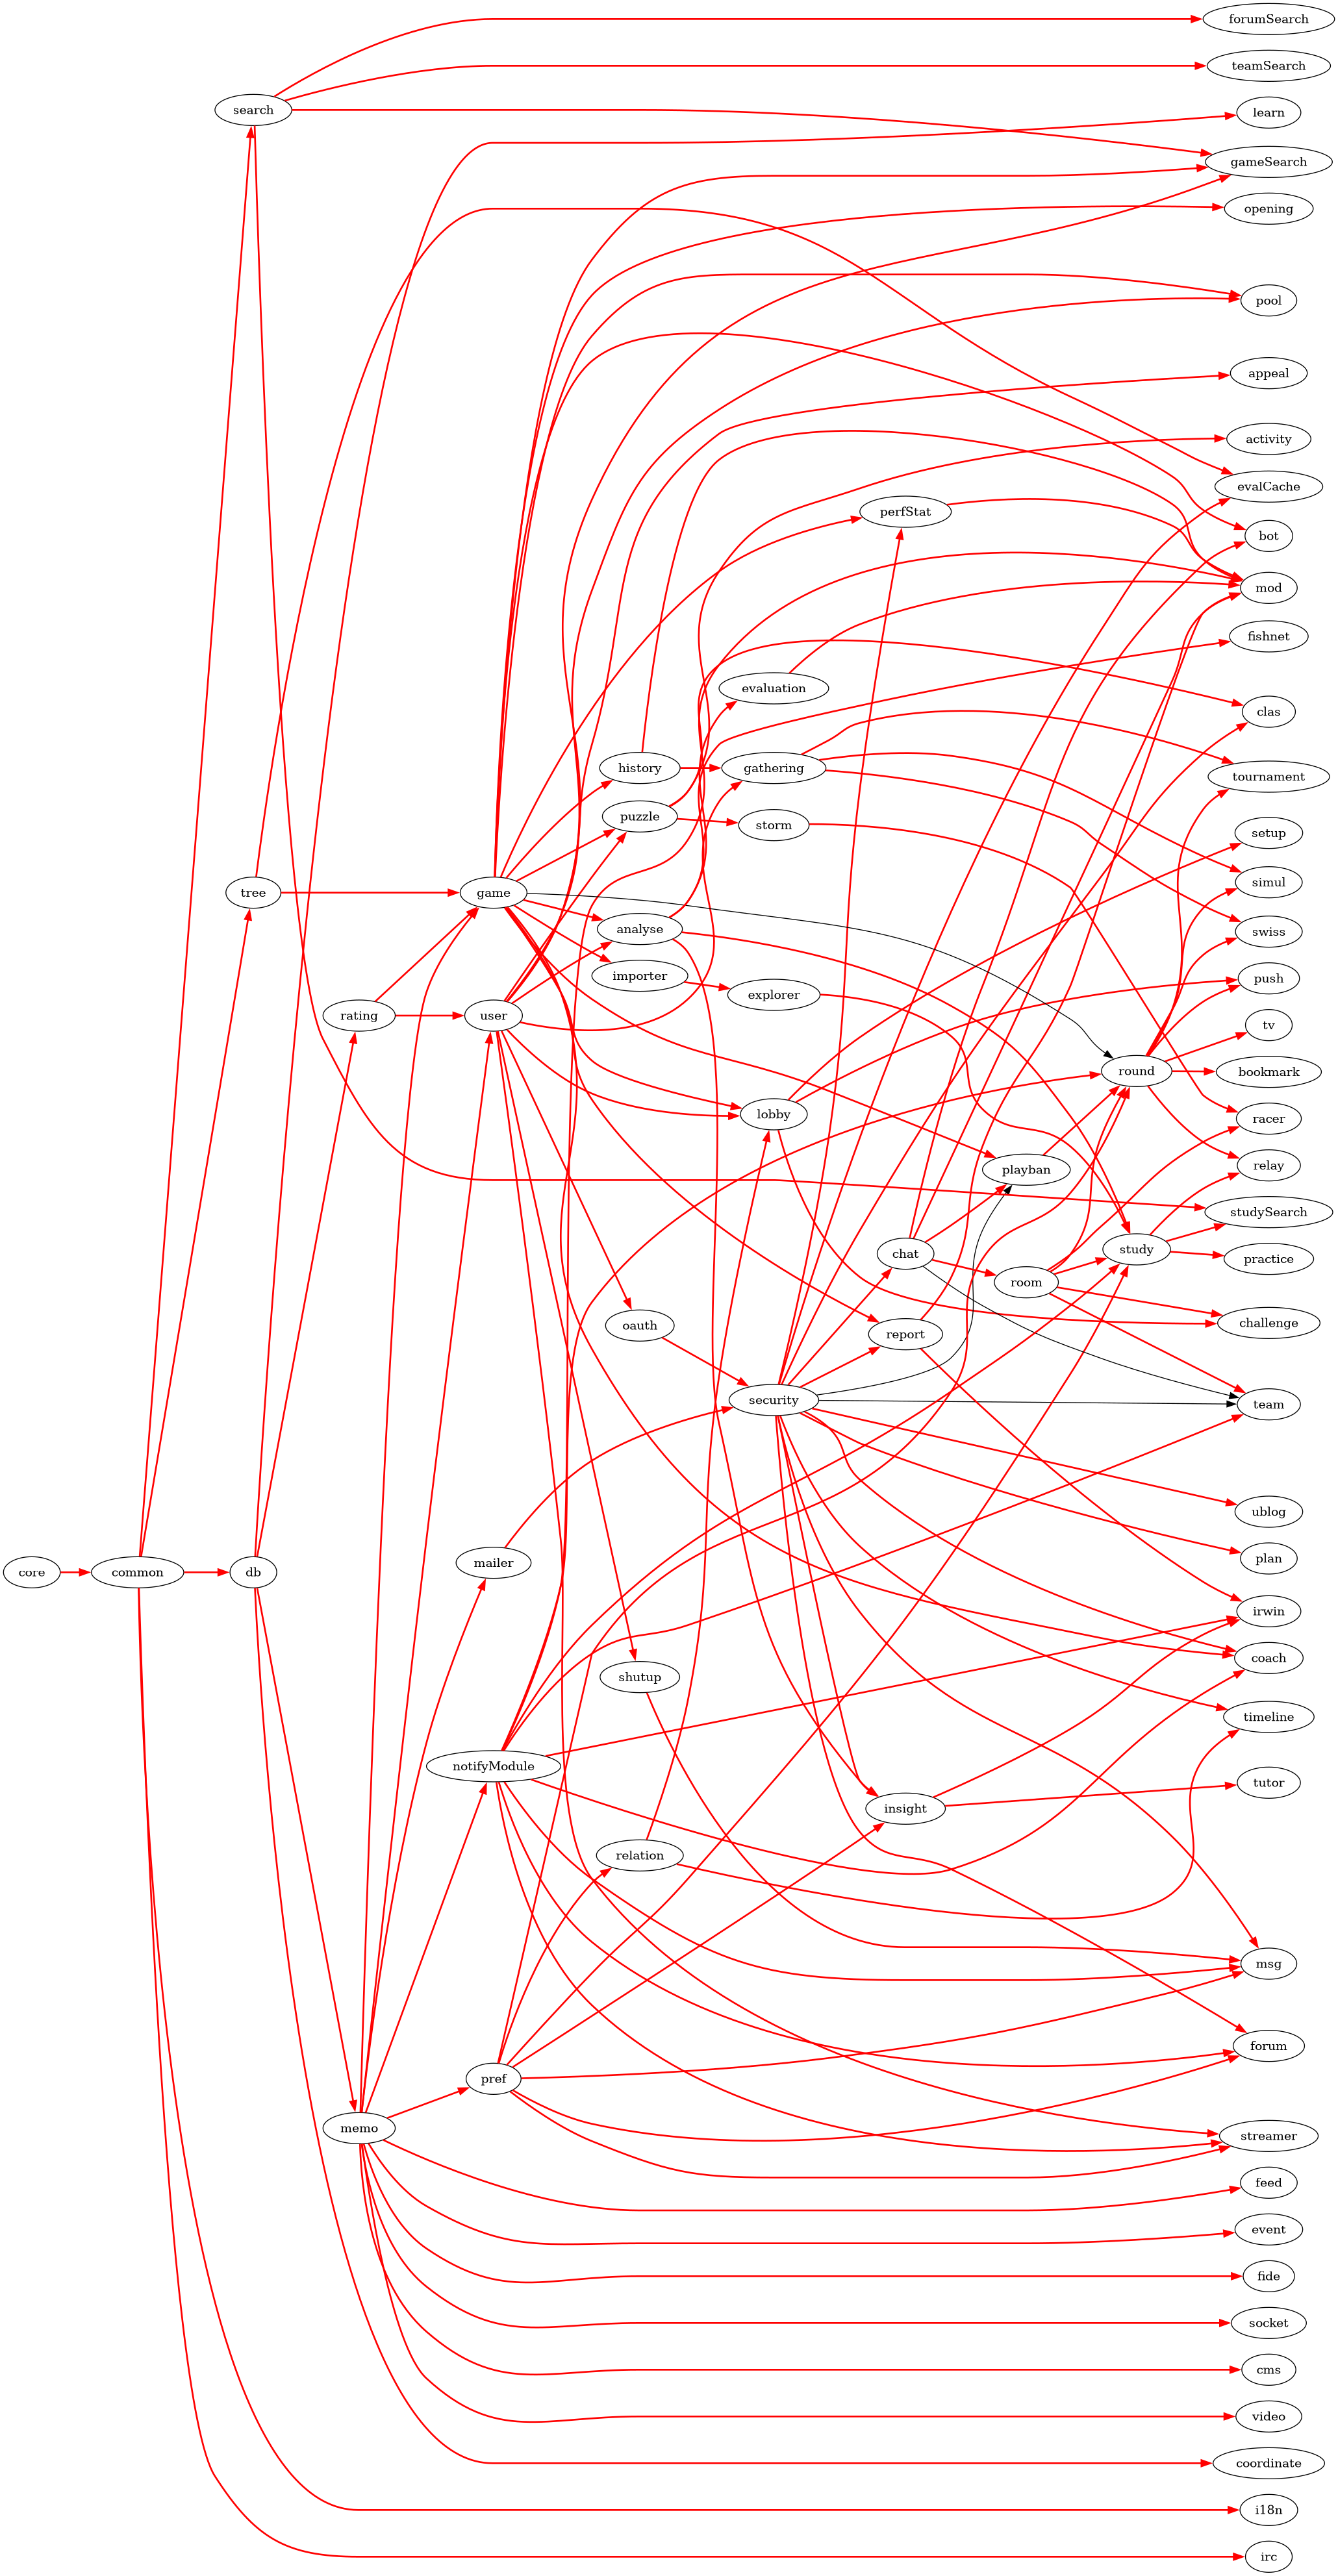 forumSearch
teamSearch
search
learn
gameSearch
opening
pool
appeal
activity
evalCache
perfStat
bot
mod
fishnet
evaluation
clas
history
gathering
tournament
puzzle
storm
setup
simul
tree
game
analyse
swiss
importer
push
explorer
rating
user
tv
round
bookmark
lobby
racer
relay
playban
studySearch
study
chat
practice
room
oauth
challenge
report
security
team
ublog
core
common
db
mailer
plan
irwin
coach
shutup
timeline
notifyModule
tutor
insight
relation
msg
forum
pref
memo
streamer
feed
event
fide
socket
cms
video
coordinate
i18n
irc